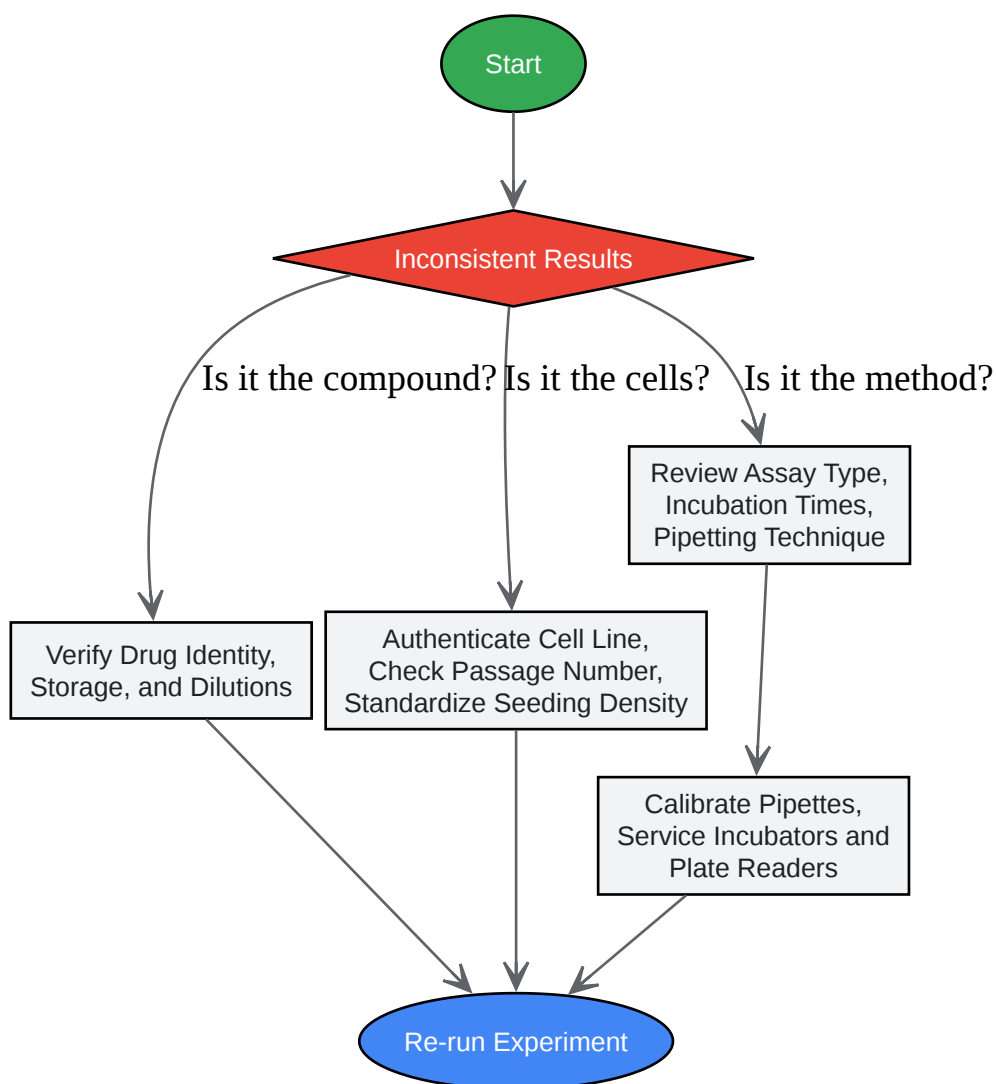 Start
Inconsistent Results
Is it the compound?
Is it the cells?
Is it the method?
Review Assay Type,
Incubation Times,
Pipetting Technique
Verify Drug Identity,
Storage, and Dilutions
Authenticate Cell Line,
Check Passage Number,
Standardize Seeding Density
Calibrate Pipettes,
Service Incubators and
Plate Readers
Re-run Experiment